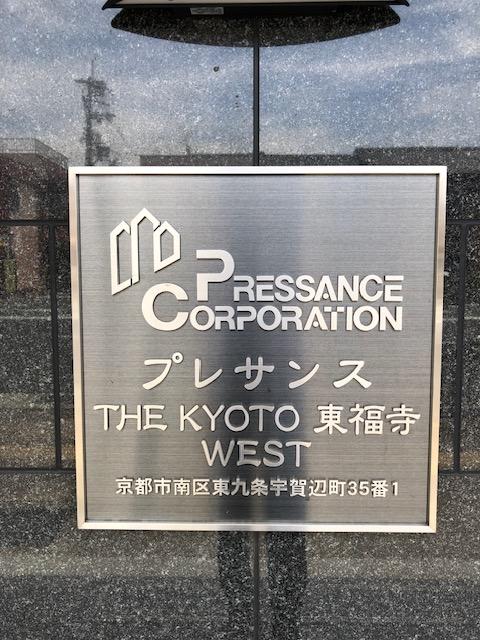 PRESSANCE
CORPORATION
プレサンス
THE KYOTO 東福寺
WEST
京都市南区東九条宇賀辺町35番1